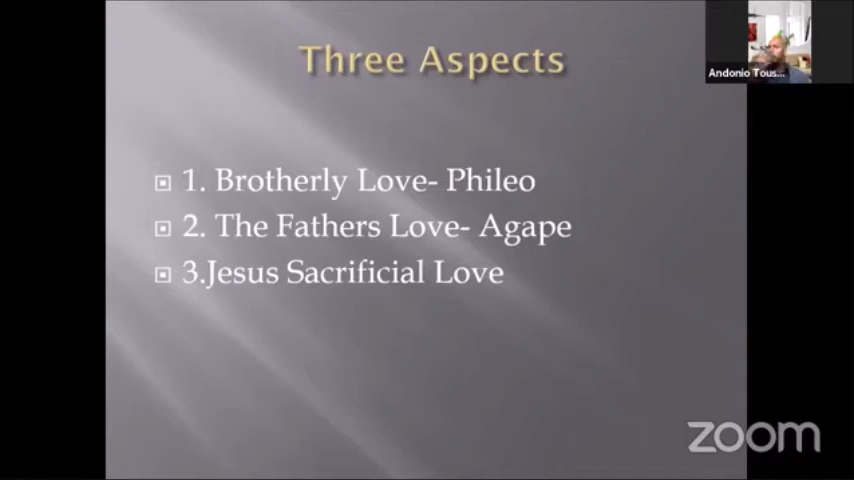 Three Aspects
Andonio Tous...
1. Brotherly Love- Phileo
2. The Fathers Love- Agape
3.Jesus Sacrificial Love
zoom